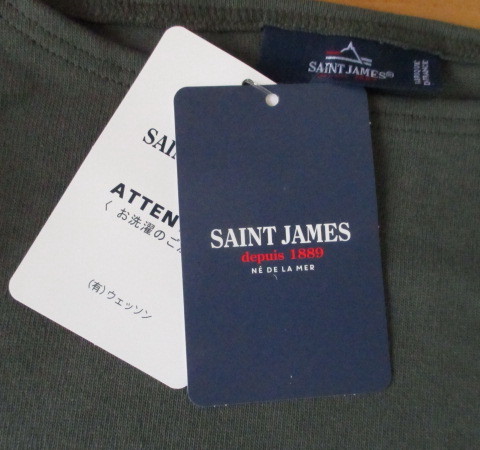 SAINT JAMES®
SAI
ATTEN
〈 お洗濯のご
(有)ウエッソン
SAINT JAMES
depuis 1889
NÉ DE LA MER